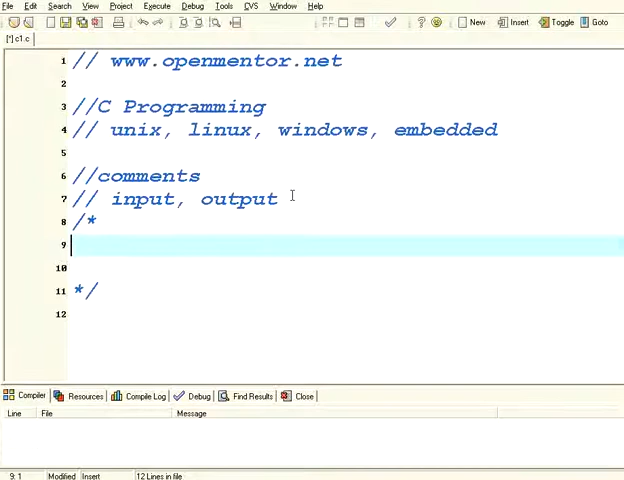 File Edit Search View Project Execute Debug Tools CVS Window Help
New Insert Toggle Goto
[*] c1.c
1 // www.openmentor.net
2
3 //C Programming
4 // unix, linux, windows, embedded
5
6 //comments
7 // input, output
8 /*
9
10
11 */
12
Compiler Resources Compile Log Debug Find Results Close
Line File Message
9: 1 Modified Insert 12 Lines in file